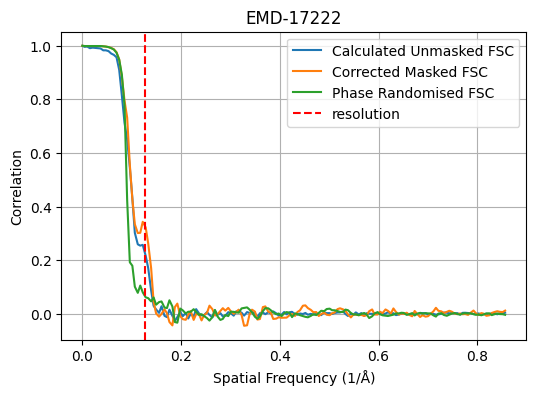 EMD-17222
Calculated Unmasked FSC
Corrected Masked FSC
Phase Randomised FSC
resolution
Correlation
1.0
0.8
0.6
0.4
0.2
0.0
0.0 0.2 0.4 0.6 0.8
Spatial Frequency (1/Å)